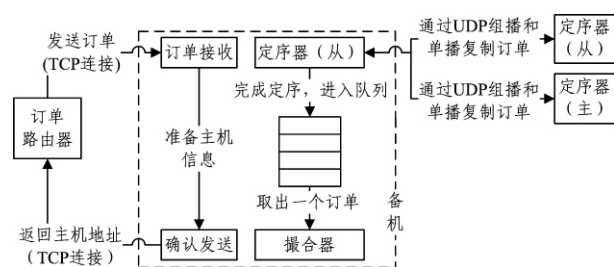 发送订单
(TCP连接)
订单接收
定序器（从）
通过UDP组播和
单播复制订单
定序器
（从）
完成定序，进入队列
通过UDP组播和
单播复制订单
定序器
（主）
订单
路由器
准备主机
信息
取出一个订单
备
机
返回主机地址
（TCP连接）
确认发送
撮合器